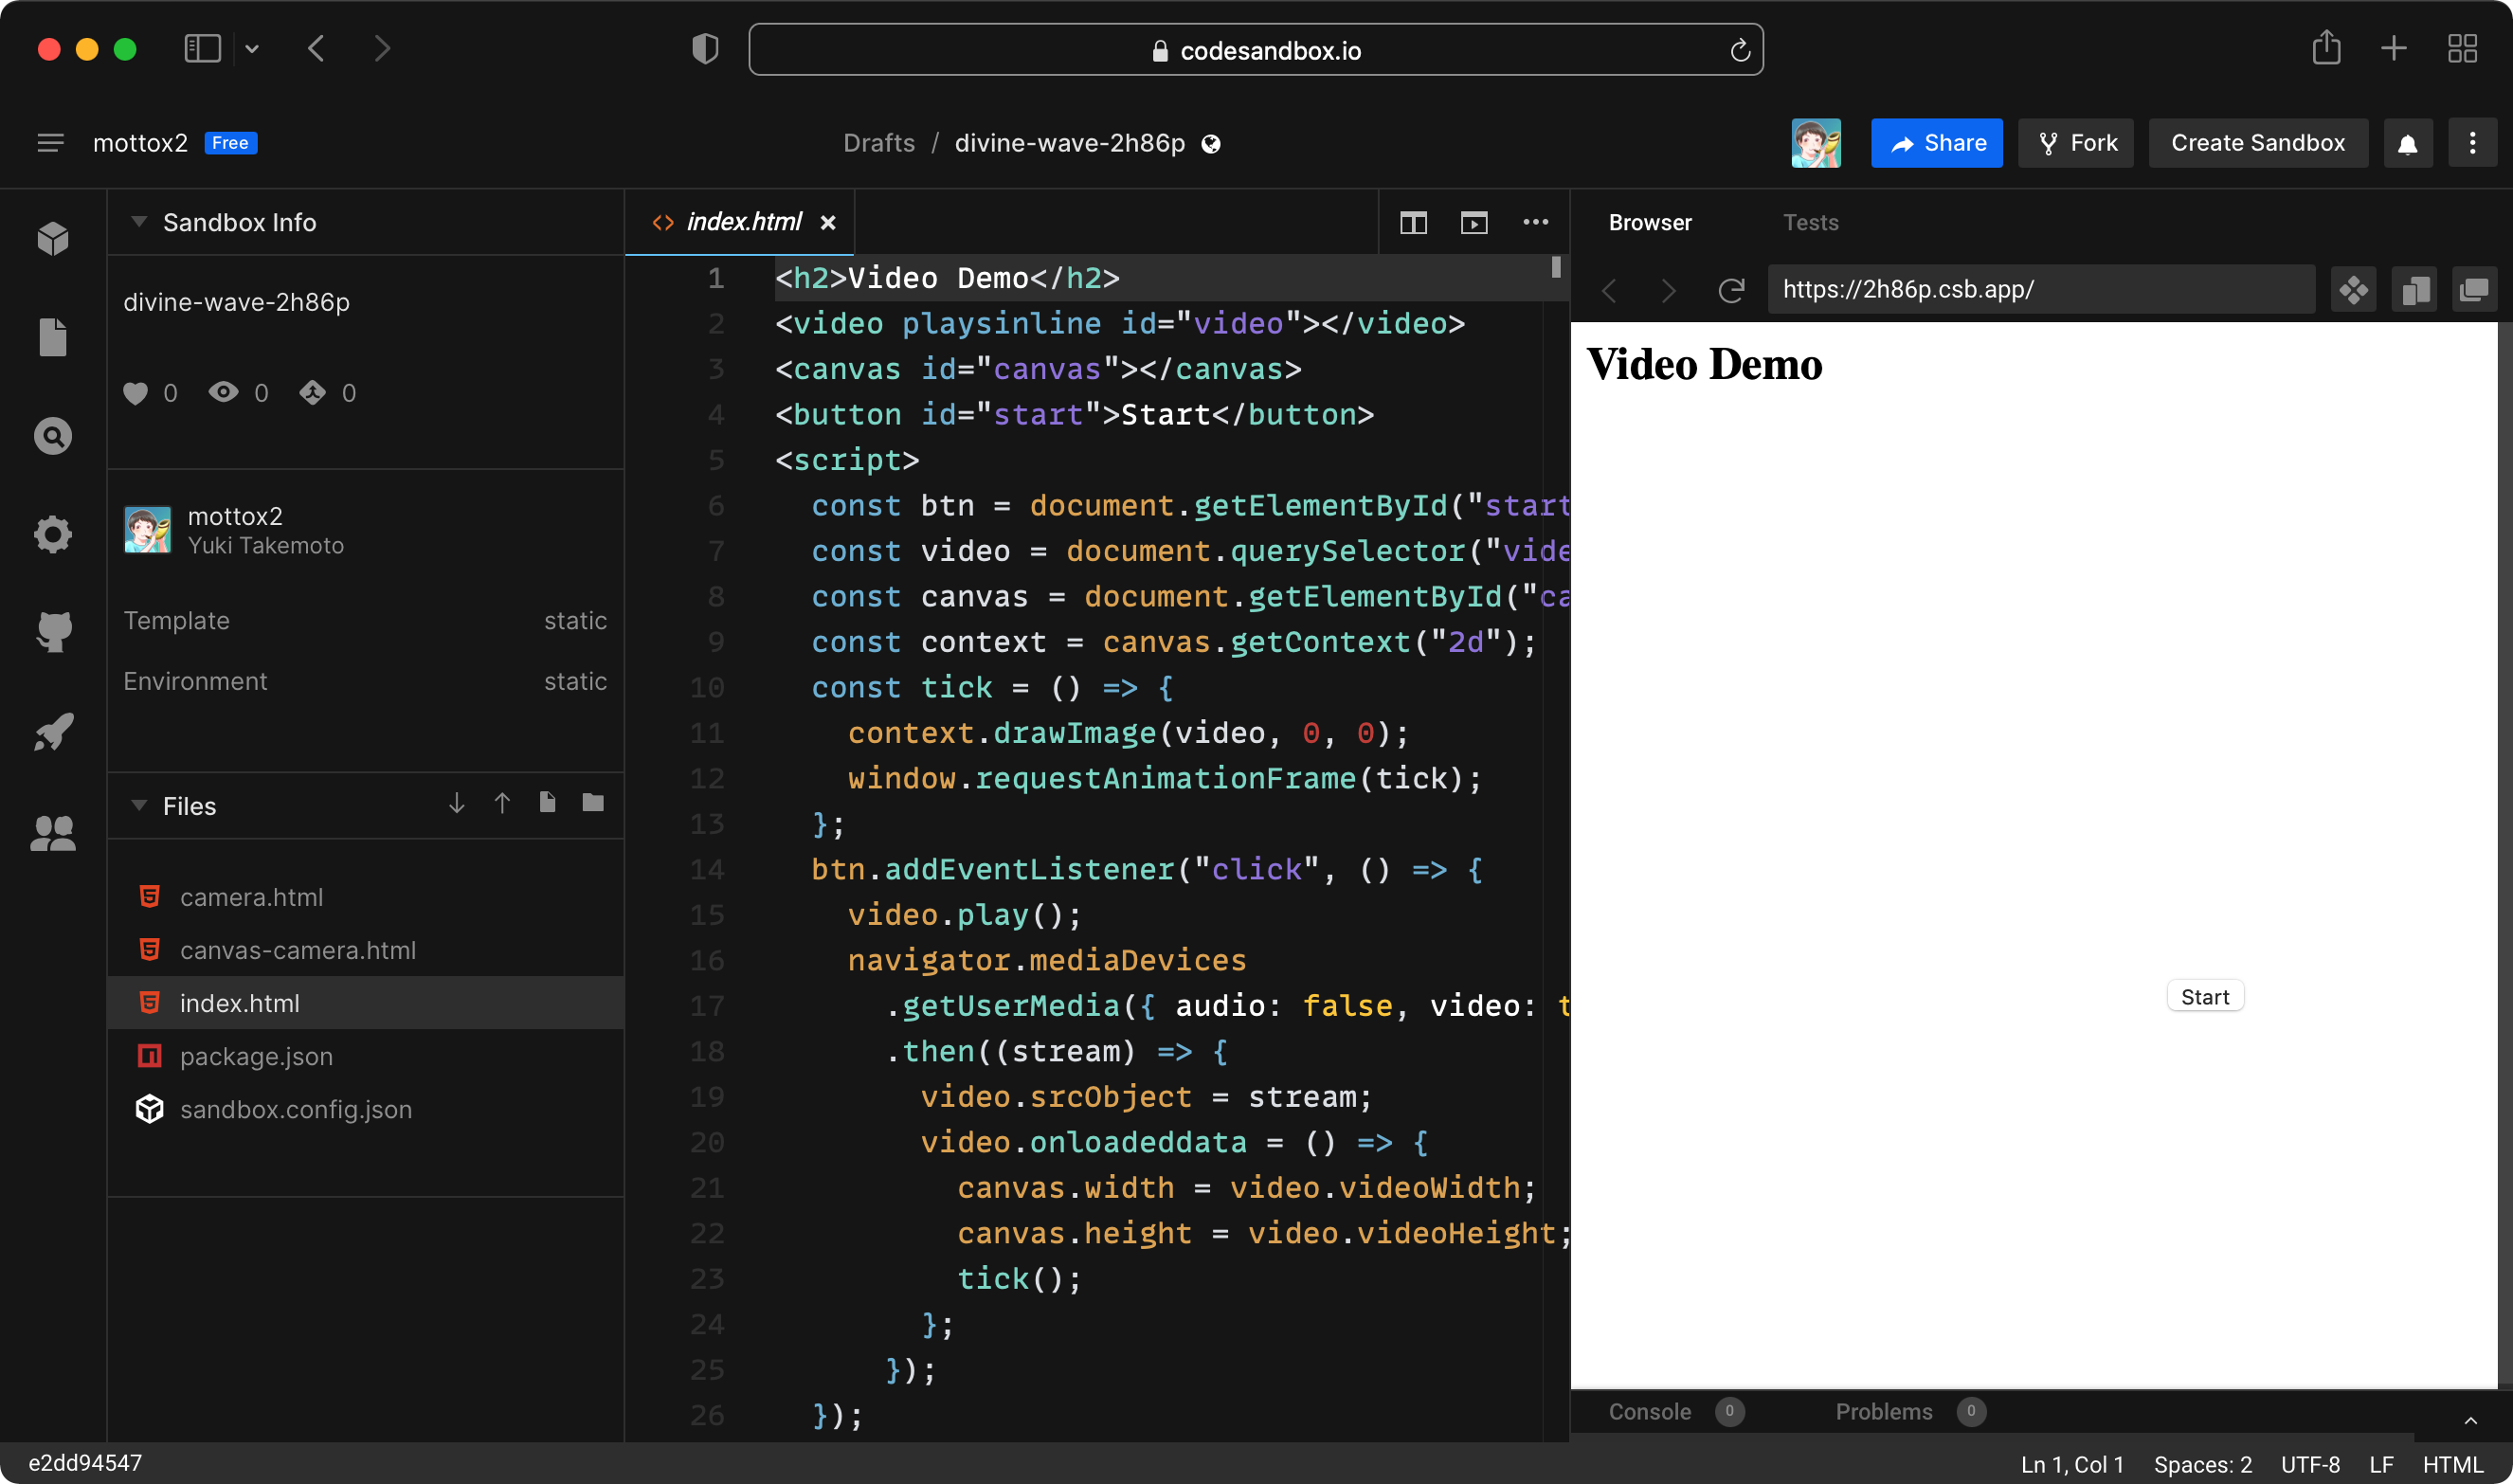 codesandbox.io
mottox2 Free
Drafts / divine-wave-2h86p
Share Fork Create Sandbox
Sandbox Info
divine-wave-2h86p
0 0 0
mottox2
Yuki Takemoto
Template static
Environment static
Files
camera.html
canvas-camera.html
index.html
package.json
sandbox.config.json
index.html
1 <h2>Video Demo</h2>
2 <video playsinline id="video"></video>
3 <canvas id="canvas"></canvas>
4 <button id="start">Start</button>
5 <script>
6 const btn = document.getElementById("start
7 const video = document.querySelector("vide
8 const canvas = document.getElementById("ca
9 const context = canvas.getContext("2d");
10 const tick = () => {
11 context.drawImage(video, 0, 0);
12 window.requestAnimationFrame(tick);
13 };
14 btn.addEventListener("click", () => {
15 video.play();
16 navigator.mediaDevices
17 .getUserMedia({ audio: false, video: t
18 .then((stream) => {
19 video.srcObject = stream;
20 video.onloadeddata = () => {
21 canvas.width = video.videoWidth;
22 canvas.height = video.videoHeight;
23 tick();
24 };
25 });
26 });
Browser Tests
https://2h86p.csb.app/
Video Demo
Start
Console 0 Problems 0
e2dd94547
Ln 1, Col 1 Spaces: 2 UTF-8 LF HTML